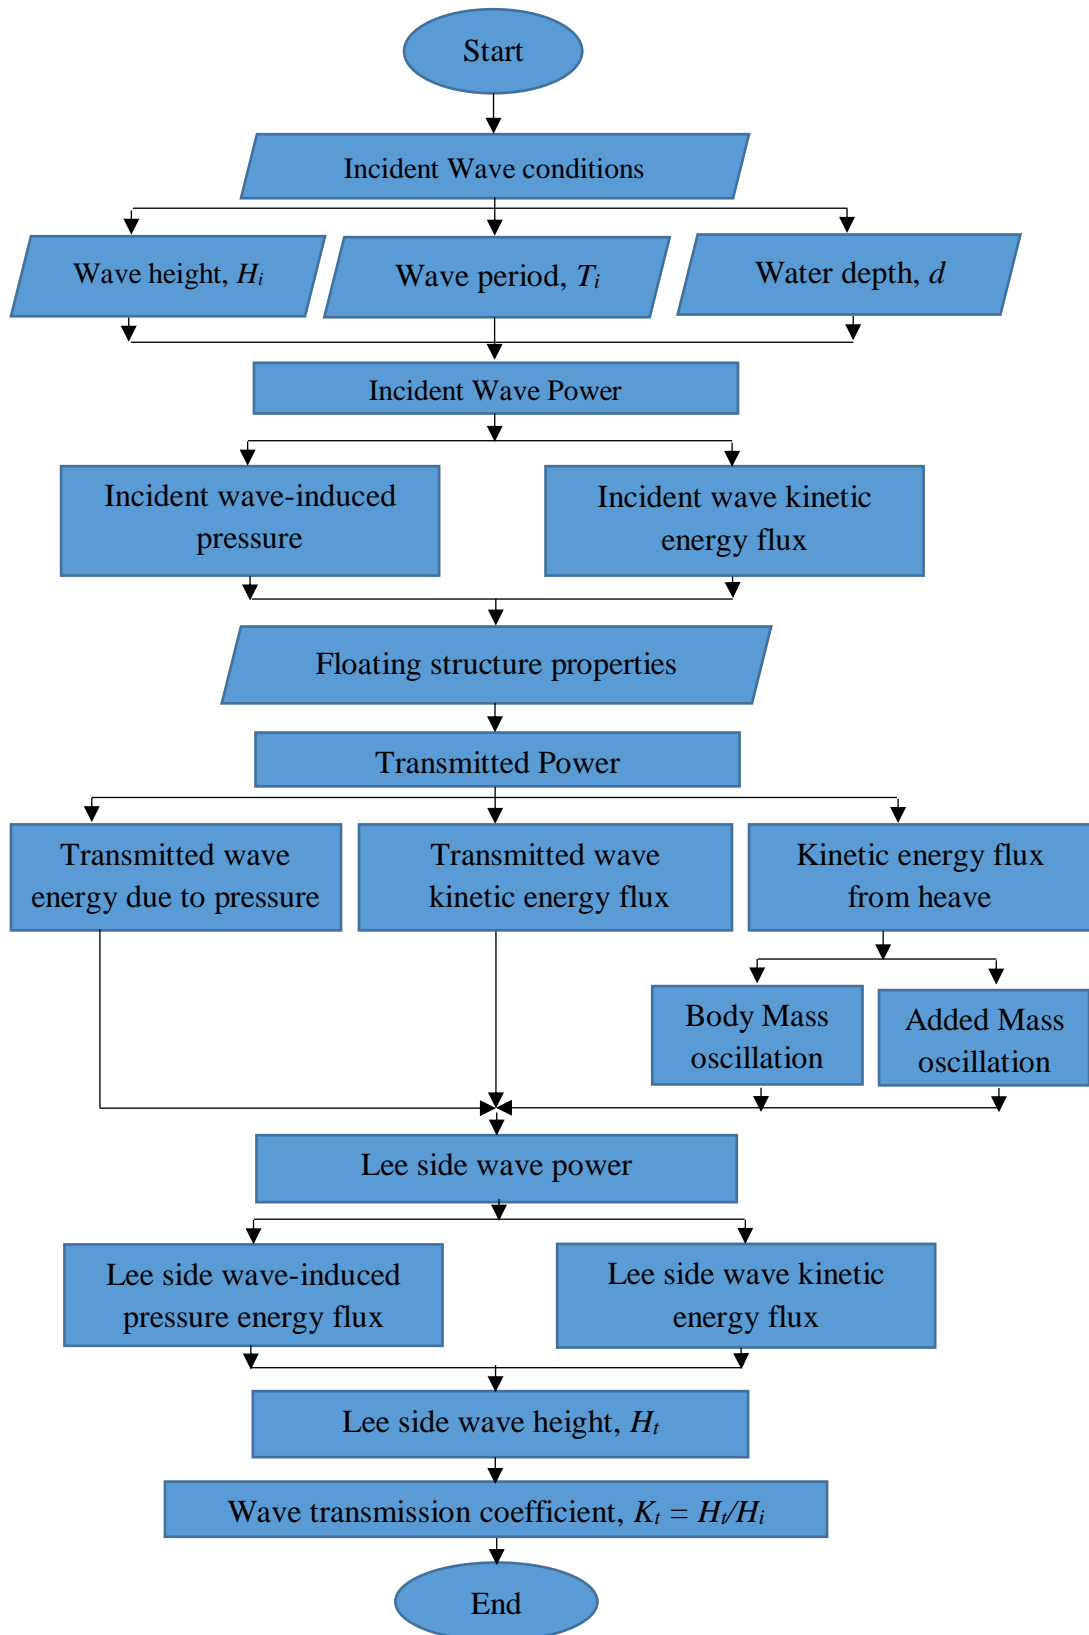 Start
Incident Wave conditions
Wave height, Hi
Wave period, Ti
Water depth, d
Incident Wave Power
Incident wave-induced
pressure
Incident wave kinetic
energy flux
Floating structure properties
Transmitted Power
Transmitted wave
energy due to pressure
Transmitted wave
kinetic energy flux
Kinetic energy flux
from heave
Body Mass
oscillation
Added Mass
oscillation
Lee side wave power
Lee side wave-induced
pressure energy flux
Lee side wave kinetic
energy flux
Lee side wave height, Ht
Wave transmission coefficient, Kt = Ht/Hi
End